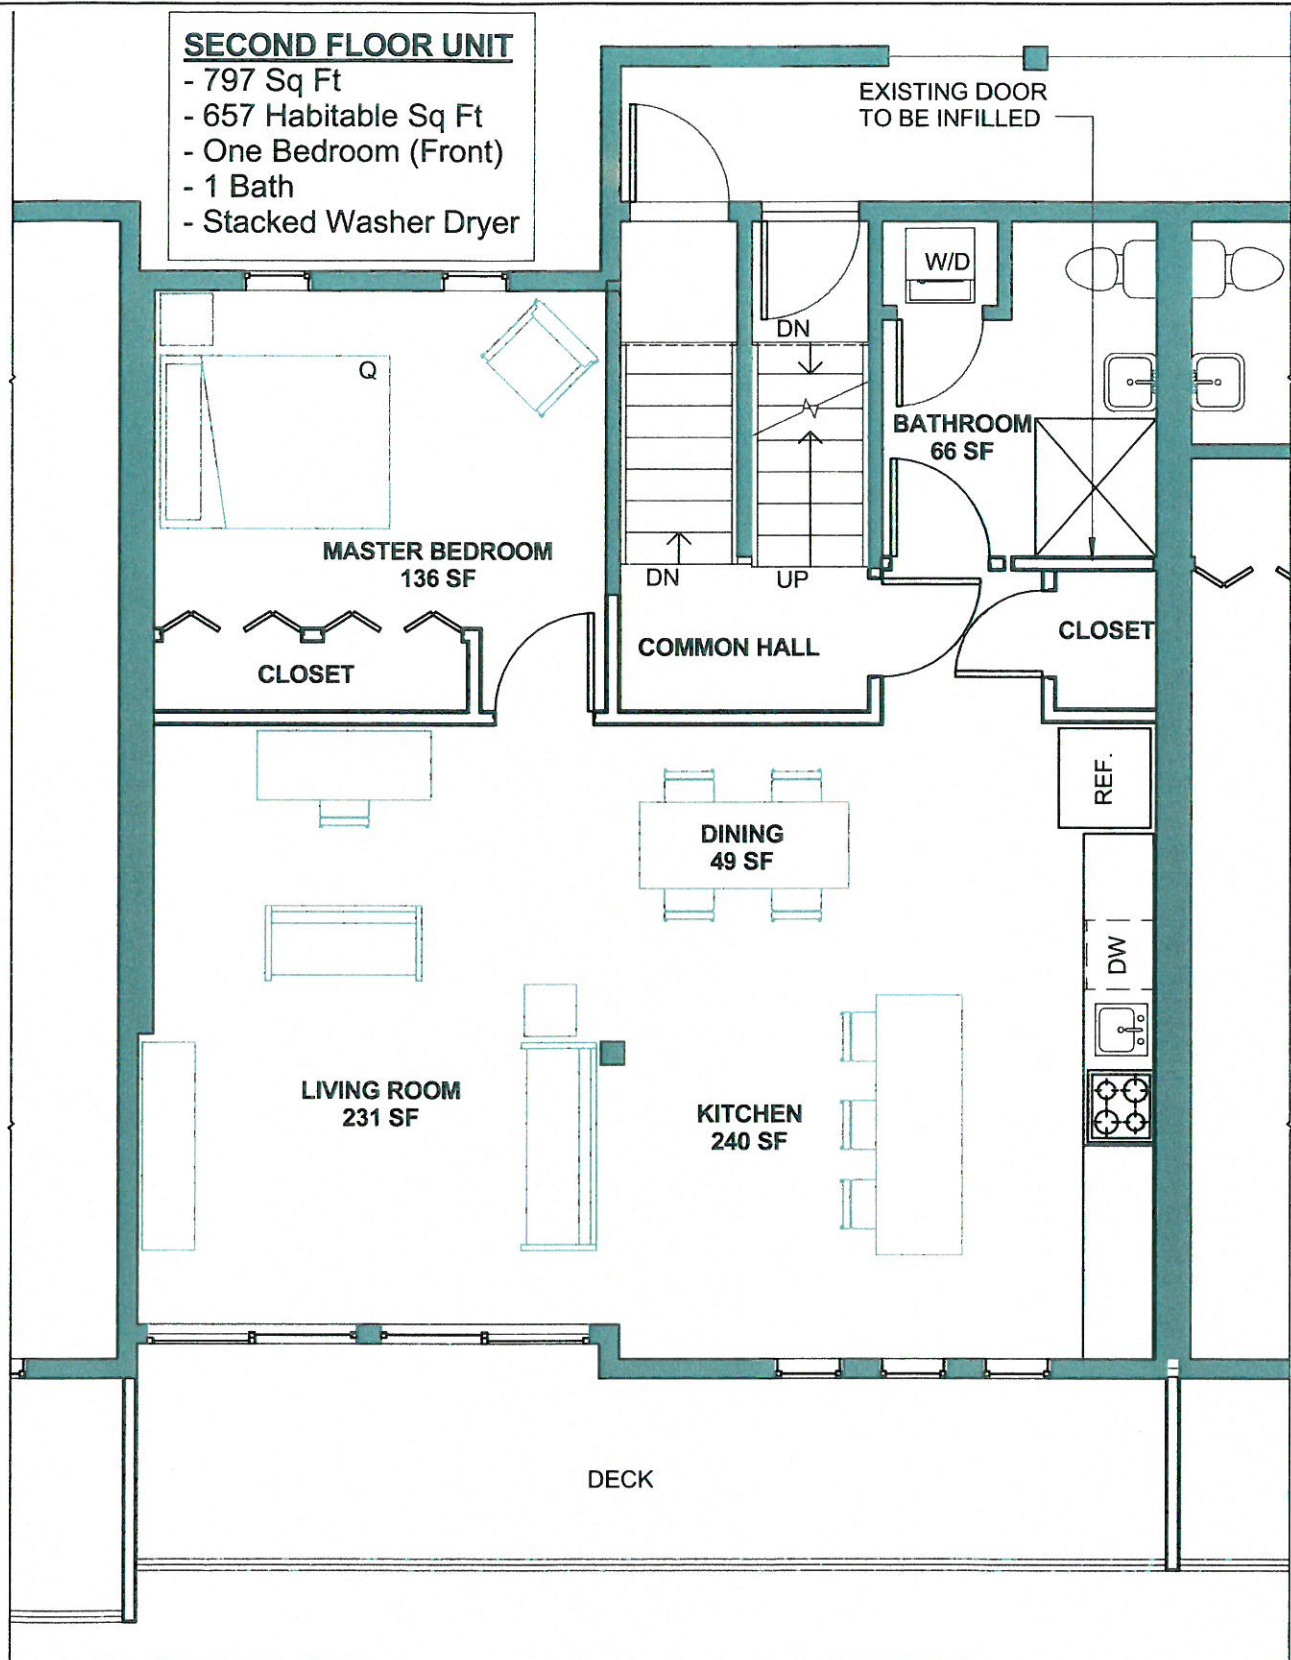 SECOND FLOOR UNIT
- 797 Sq Ft
- 657 Habitable Sq Ft
- One Bedroom (Front)
- 1 Bath
- Stacked Washer Dryer
EXISTING DOOR
TO BE INFILLED
W/D
DN
Q
BATHROOM
66 SF
MASTER BEDROOM
136 SF
DN
UP
COMMON HALL
CLOSET
CLOSET
REF.
DINING
49 SF
DW
LIVING ROOM
231 SF
KITCHEN
240 SF
DECK